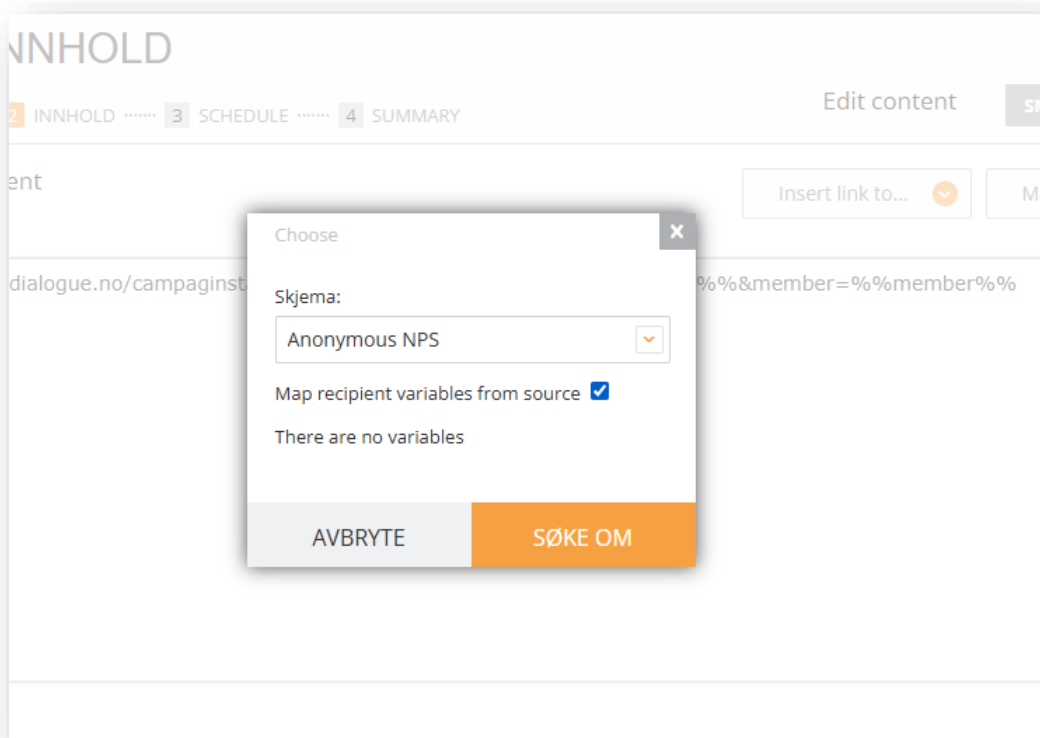 NNHOLD
2 INNHOLD ······· 3 SCHEDULE ······· 4 SUMMARY
Edit content
ent
Insert link to...
Choose
x
dialogue.no/campaginst
%%&member=%%member%%
Skjema:
Anonymous NPS
Map recipient variables from source
There are no variables
AVBRYTE
SØKE OM